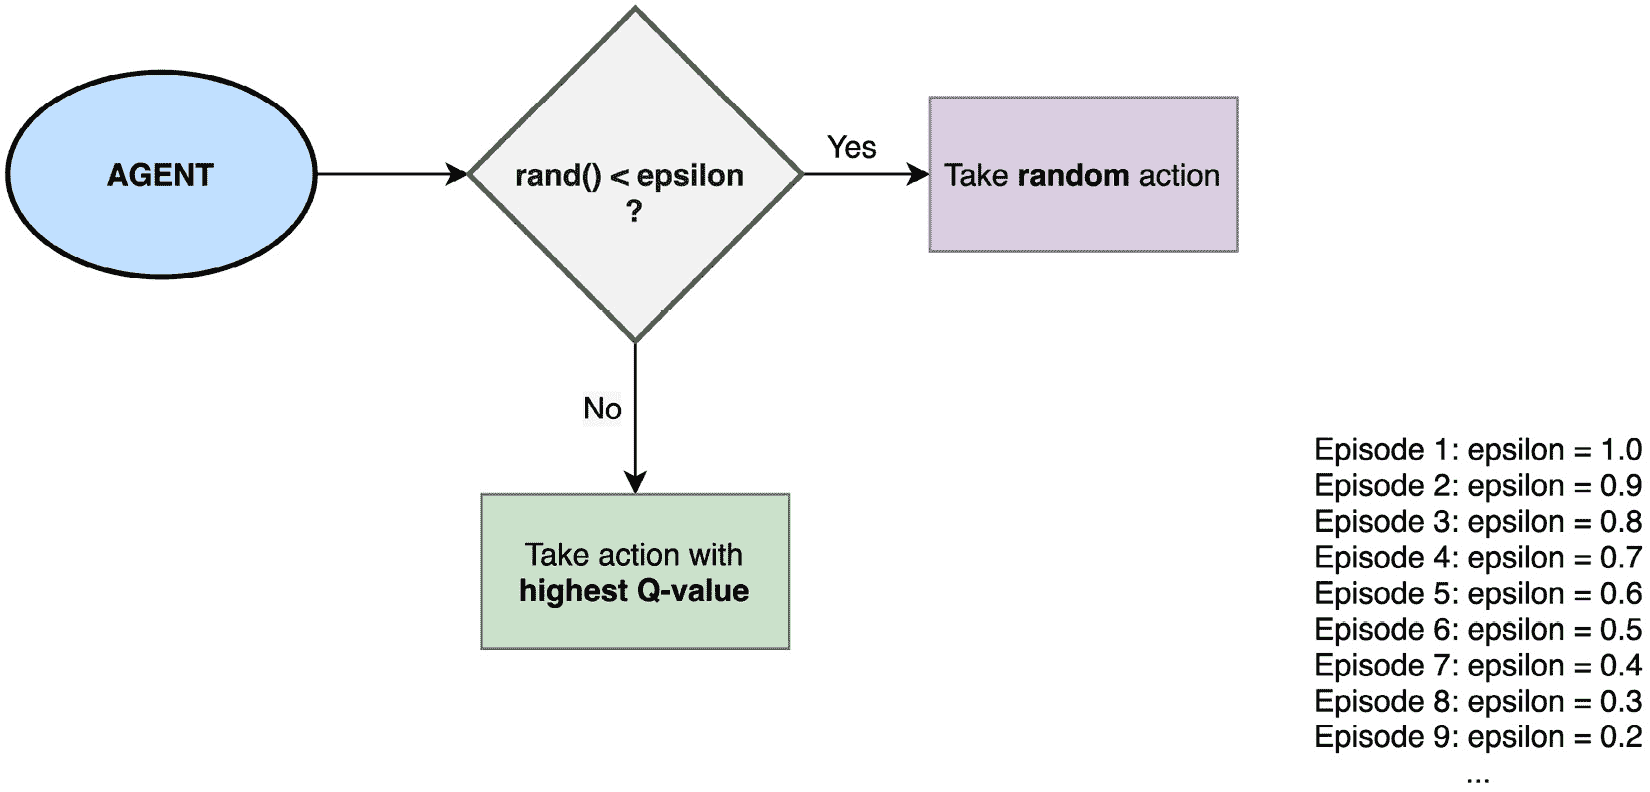 AGENT
rand() < epsilon
?
Yes
Take random action
No
Take action with
highest Q-value
Episode 1: epsilon = 1.0
Episode 2: epsilon = 0.9
Episode 3: epsilon = 0.8
Episode 4: epsilon = 0.7
Episode 5: epsilon = 0.6
Episode 6: epsilon = 0.5
Episode 7: epsilon = 0.4
Episode 8: epsilon = 0.3
Episode 9: epsilon = 0.2
...